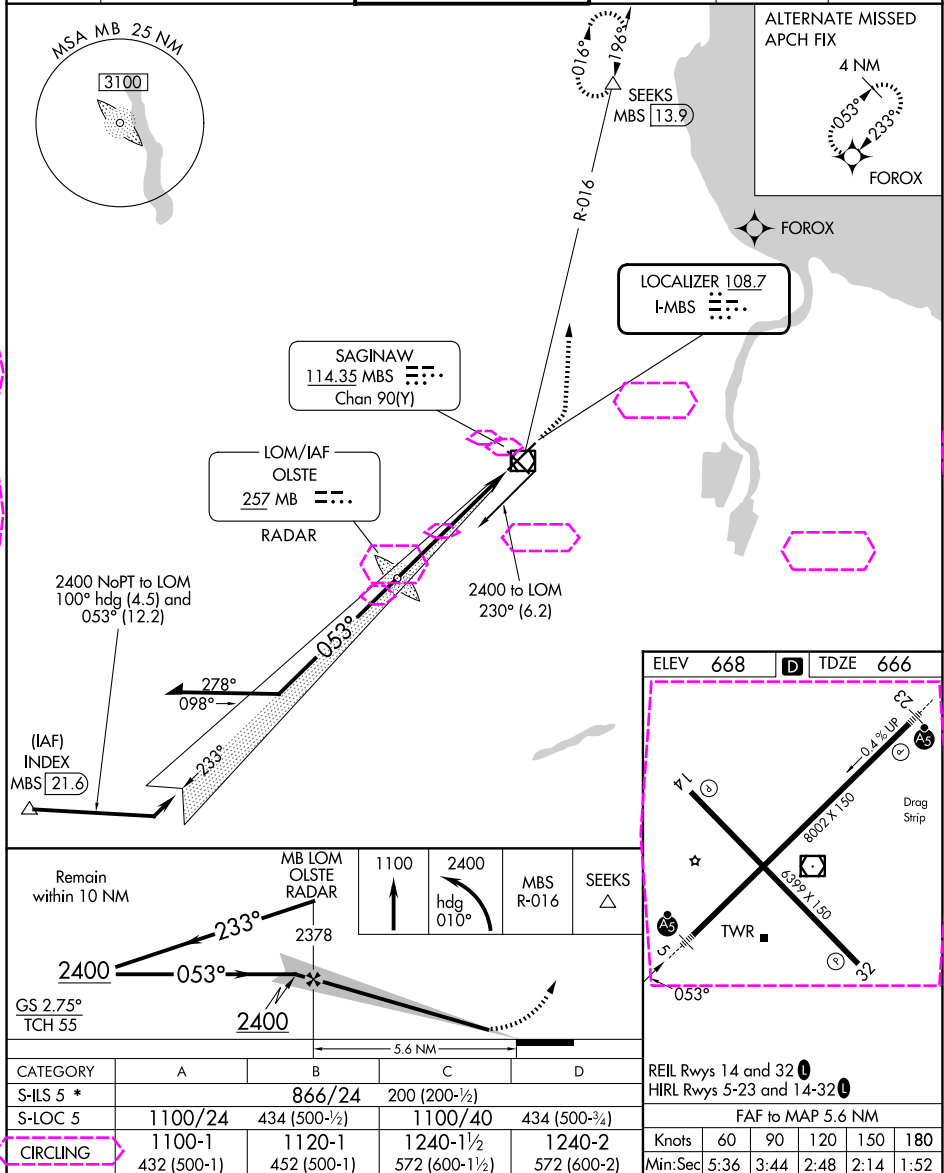 MSA MB 25 NM
3100
016°
196°
SEEKS
MBS 13.9
R-016
ALTERNATE MISSED
APCH FIX
4 NM
053°
233°
FOROX
FOROX
LOCALIZER 108.7
I-MBS
SAGINAW
114.35 MBS
Chan 90(Y)
LOM/IAF
OLSTE
257 MB
RADAR
2400 NoPT to LOM
100° hdg (4.5) and
053° (12.2)
2400 to LOM
230° (6.2)
053°
278°
098°
233°
(IAF)
INDEX
MBS 21.6
ELEV 668 D TDZE 666
23
A5
0.4 % UP
P
14
P
8002 X 150
Drag
Strip
6399 X 150
A5
TWR
5
P
32
053°
REIL Rwys 14 and 32 L
HIRL Rwys 5-23 and 14-32 L
FAF to MAP 5.6 NM
Knots 60 90 120 150 180
Min:Sec 5:36 3:44 2:48 2:14 1:52
Remain
within 10 NM
MB LOM
OLSTE
RADAR
2378
233°
2400
053°
2400
GS 2.75°
TCH 55
5.6 NM
1100
2400
hdg
010°
MBS
R-016
SEEKS
CATEGORY A B C D
S-ILS 5 * 866/24 200 (200-½)
S-LOC 5 1100/24 434 (500-½) 1100/40 434 (500-¾)
CIRCLING 1100-1 1120-1 1240-1½ 1240-2
432 (500-1) 452 (500-1) 572 (600-1½) 572 (600-2)